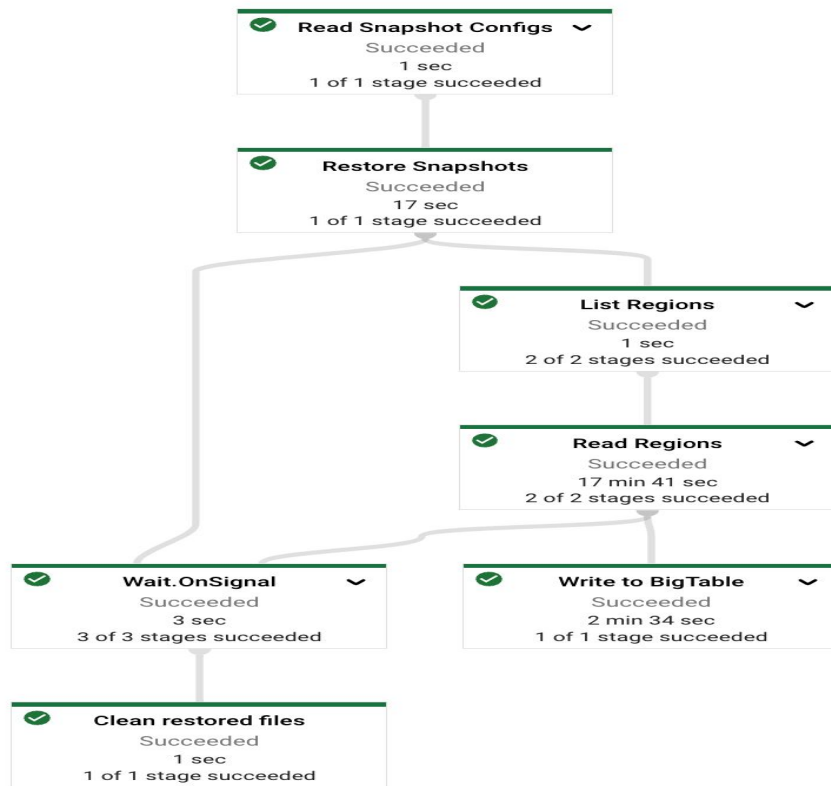 Read Snapshot Configs
Succeeded
1 sec
1 of 1 stage succeeded
Restore Snapshots
Succeeded
17 sec
1 of 1 stage succeeded
List Regions
Succeeded
1 sec
2 of 2 stages succeeded
Read Regions
Succeeded
17 min 41 sec
2 of 2 stages succeeded
Wait.OnSignal
Succeeded
3 sec
3 of 3 stages succeeded
Write to BigTable
Succeeded
2 min 34 sec
1 of 1 stage succeeded
Clean restored files
Succeeded
1 sec
1 of 1 stage succeeded